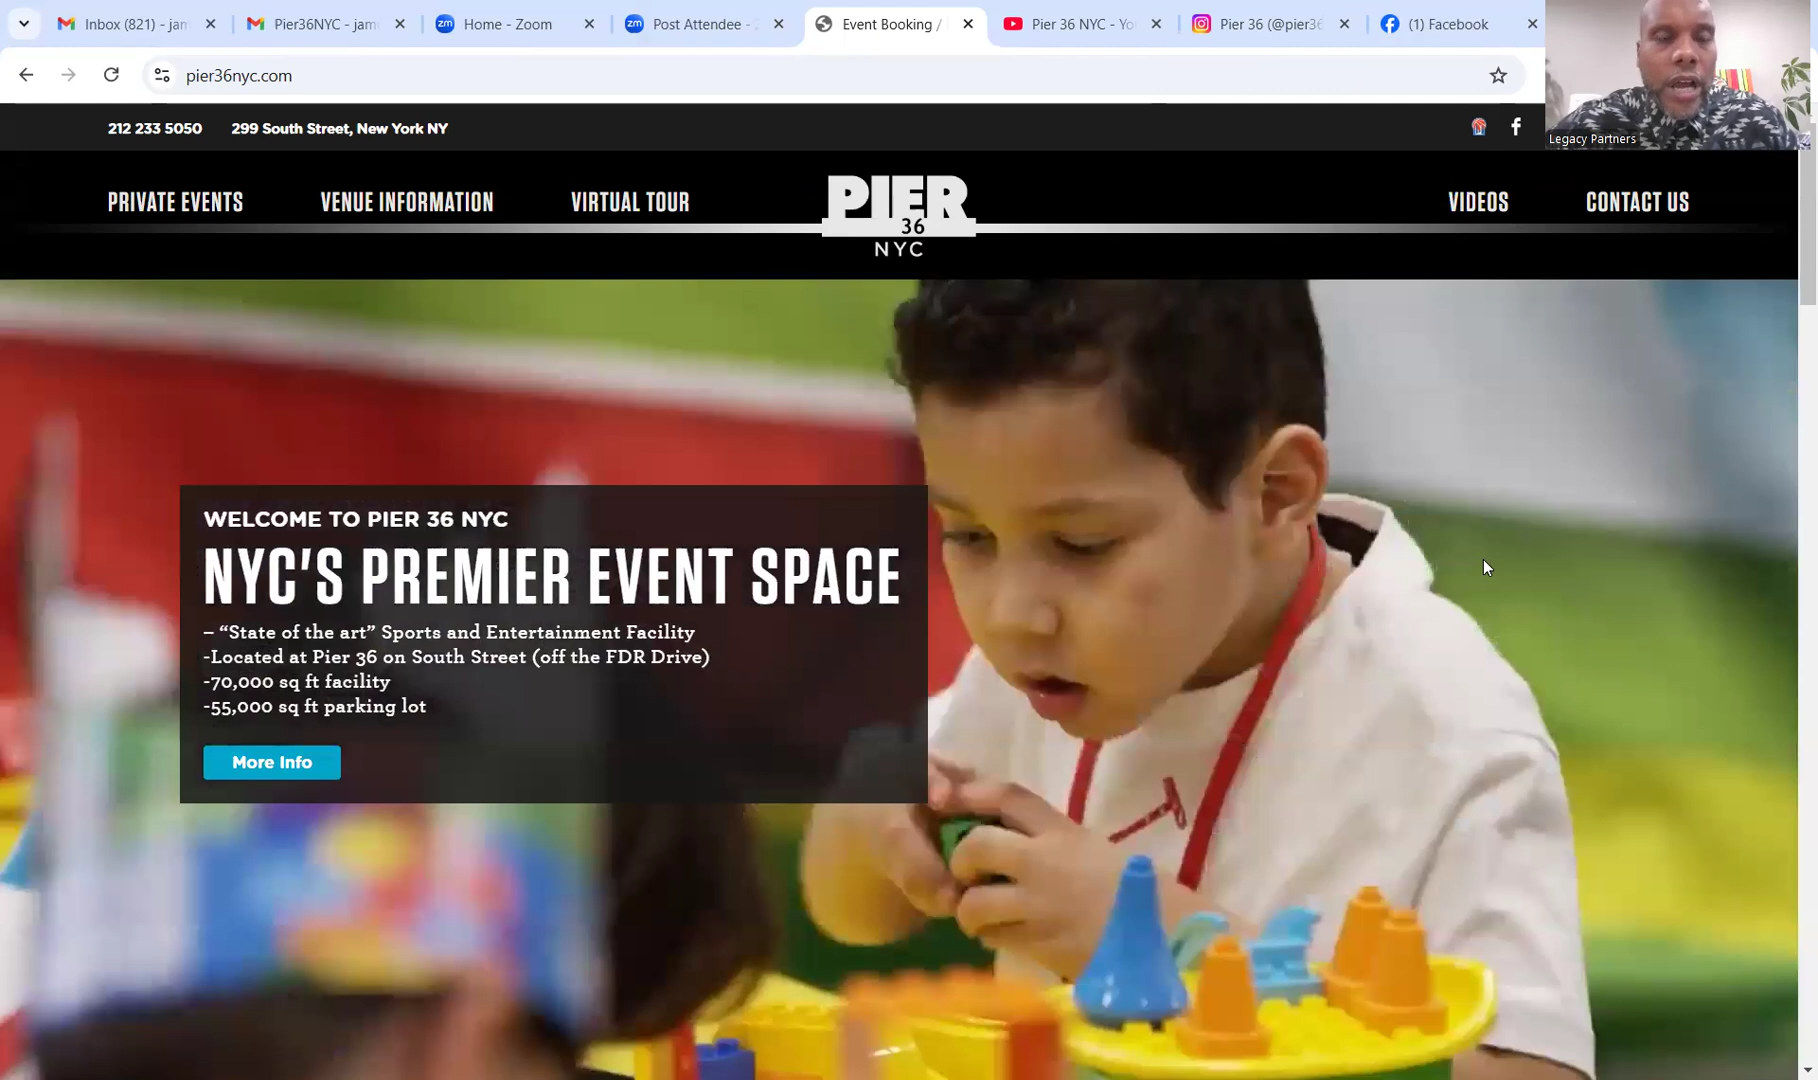 Inbox (821) - jam
Pier36NYC - jam
Home - Zoom
Post Attendee -
Event Booking /
Pier 36 NYC - Yo
Pier 36 (@pier36
(1) Facebook
pier36nyc.com
Legacy Partners
212 233 5050
299 South Street, New York NY
PRIVATE EVENTS
VENUE INFORMATION
VIRTUAL TOUR
PIER
36
NYC
VIDEOS
CONTACT US
WELCOME TO PIER 36 NYC
NYC'S PREMIER EVENT SPACE
– “State of the art” Sports and Entertainment Facility
-Located at Pier 36 on South Street (off the FDR Drive)
-70,000 sq ft facility
-55,000 sq ft parking lot
More Info